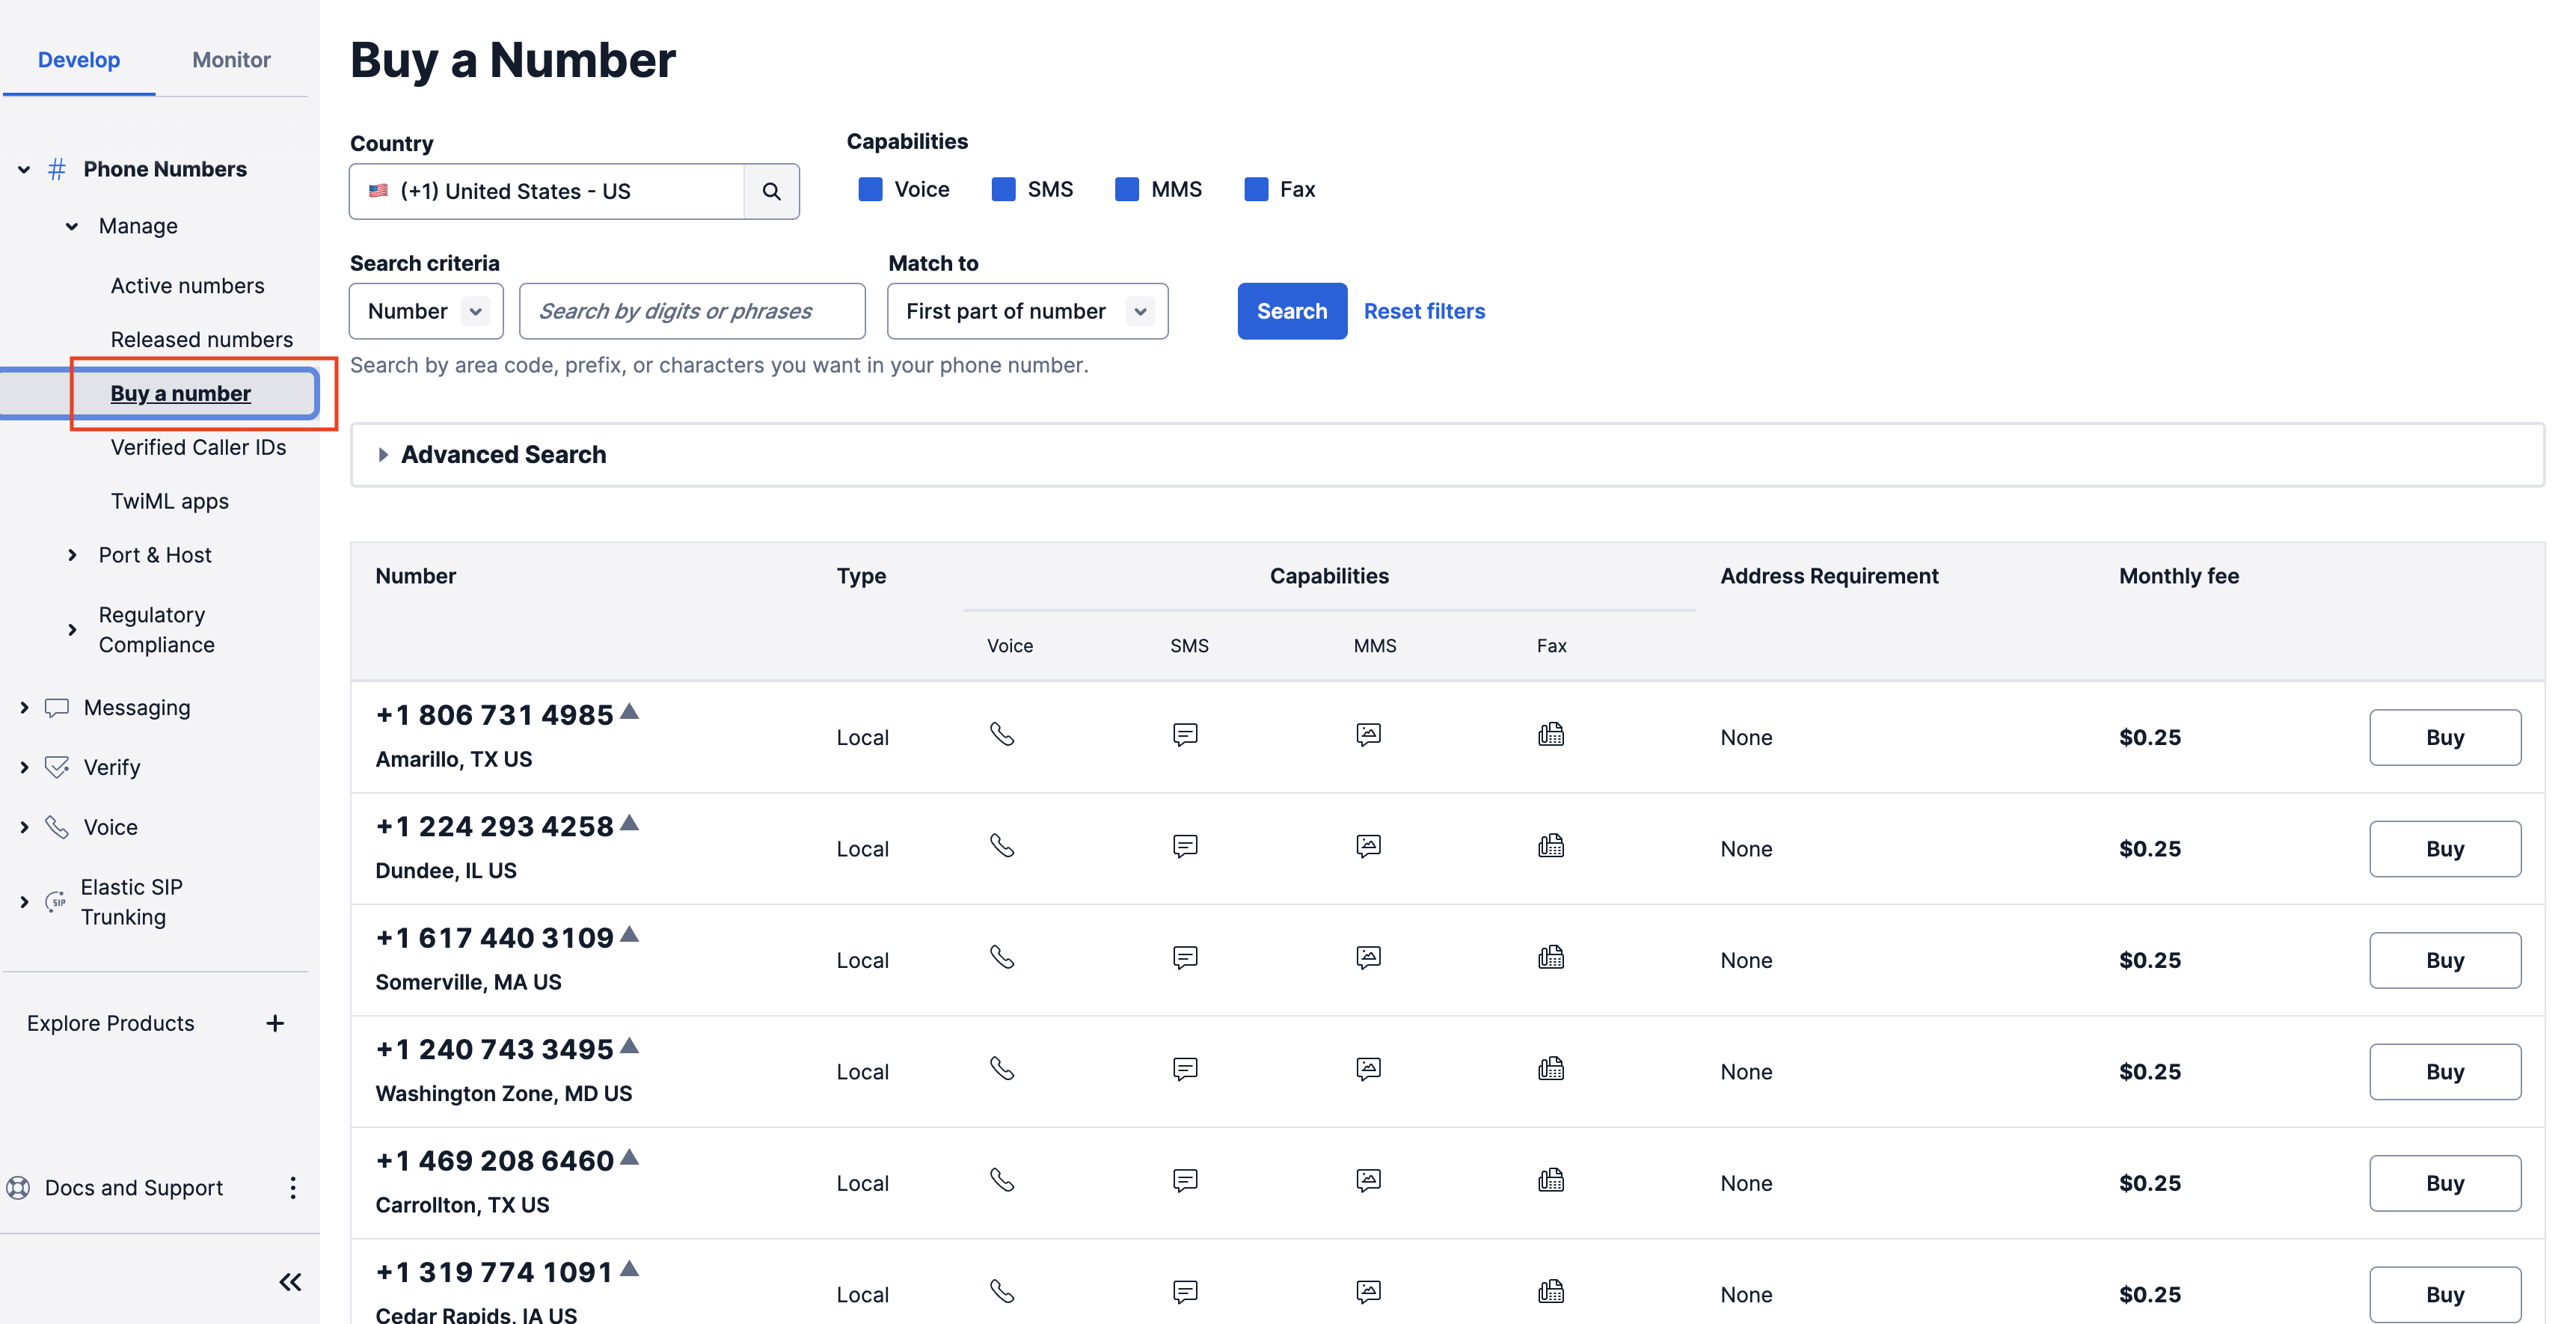 Develop
Monitor
# Phone Numbers
Manage
Active numbers
Released numbers
Buy a number
Verified Caller IDs
TwiML apps
Port & Host
Regulatory
Compliance
Messaging
Verify
Voice
SIP
Elastic SIP
Trunking
Explore Products +
Docs and Support
Buy a Number
Country
(+1) United States - US
Capabilities
Voice SMS MMS Fax
Search criteria
Number
Search by digits or phrases
Match to
First part of number
Search
Reset filters
Search by area code, prefix, or characters you want in your phone number.
Advanced Search
Number Type Capabilities Address Requirement Monthly fee
Voice SMS MMS Fax
+1 806 731 4985
Amarillo, TX US
Local None $0.25 Buy
+1 224 293 4258
Dundee, IL US
Local None $0.25 Buy
+1 617 440 3109
Somerville, MA US
Local None $0.25 Buy
+1 240 743 3495
Washington Zone, MD US
Local None $0.25 Buy
+1 469 208 6460
Carrollton, TX US
Local None $0.25 Buy
+1 319 774 1091
Cedar Rapids, IA US
Local None $0.25 Buy